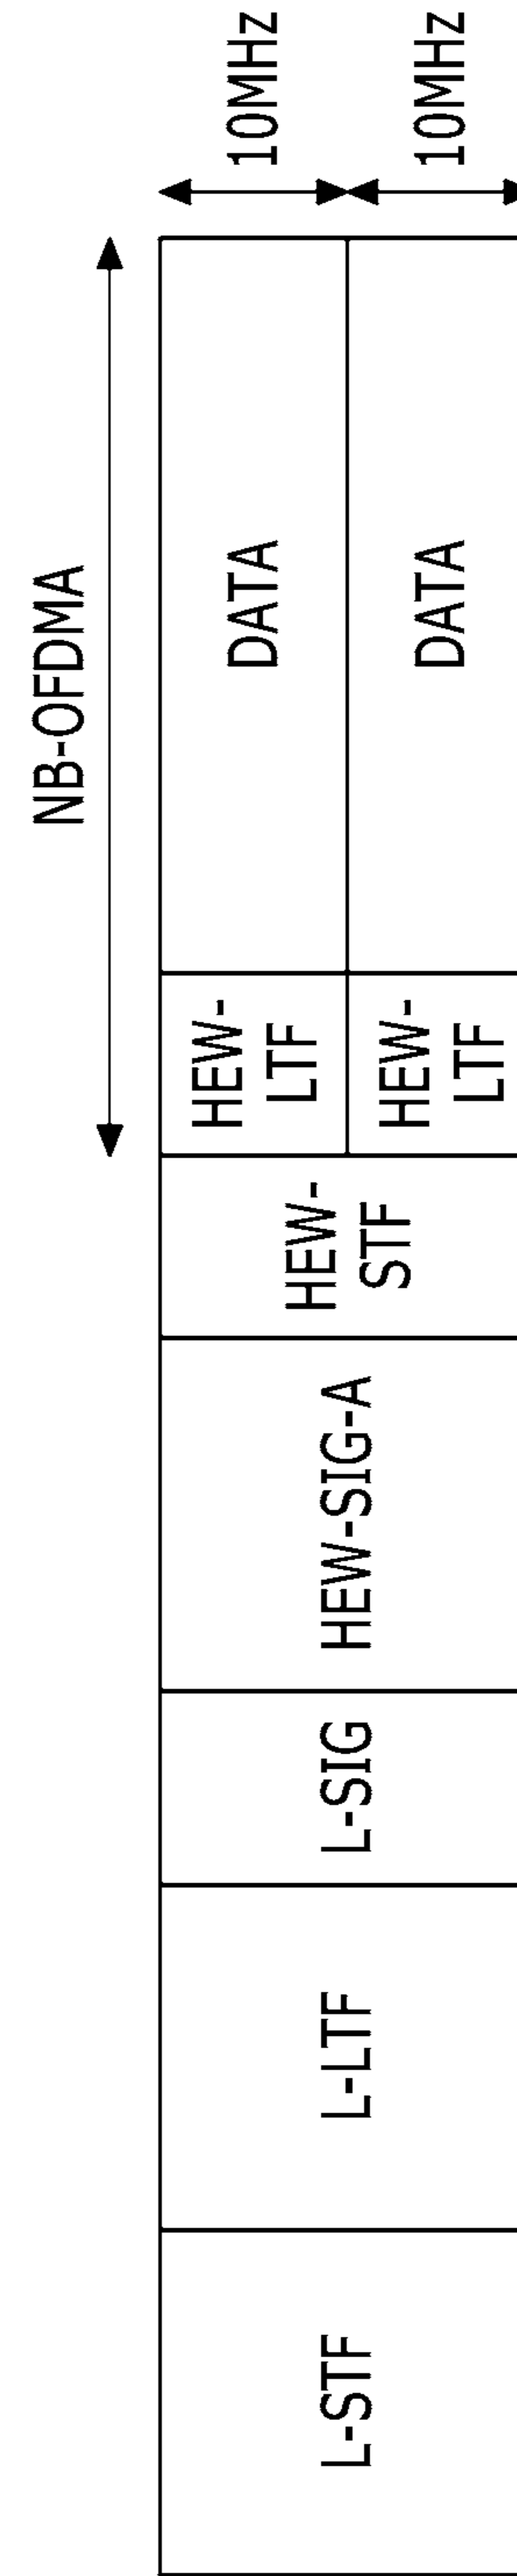 NB-OFDMA
L-STF
L-LTF
L-SIG
HEW-SIG-A
HEW-
STF
HEW-
LTF
DATA
10MHz
HEW-
LTF
DATA
10MHz